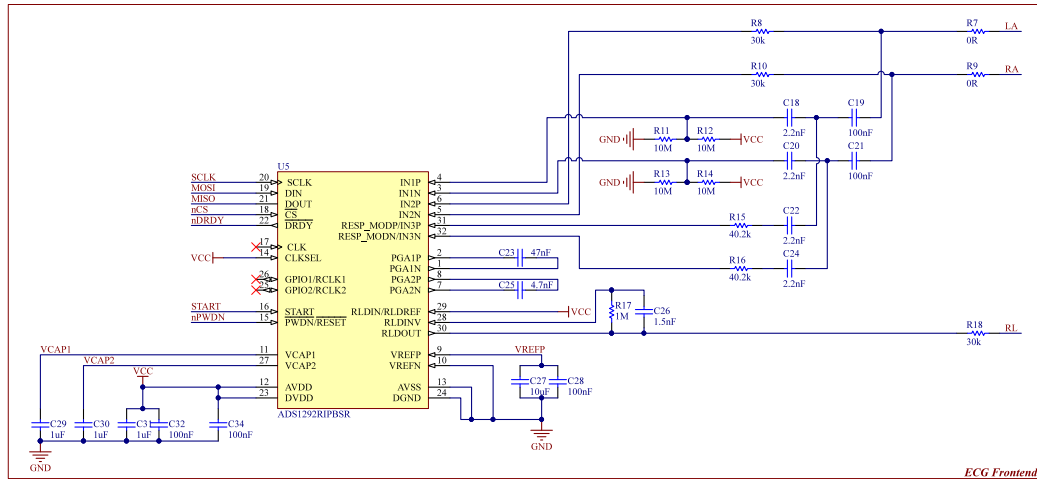 R8
30k
R7
0R
LA
R10
30k
R9
0R
RA
C18
2.2nF
C19
100nF
GND
R11
10M
R12
10M
VCC
C20
2.2nF
C21
100nF
GND
R13
10M
R14
10M
VCC
U5
SCLK
20
SCLK
IN1P
4
MOSI
19
DIN
IN1N
3
MISO
21
DOUT
IN2P
6
nCS
18
CS
IN2N
5
nDRDY
22
DRDY
RESP_MODP/IN3P
31
R15
40.2k
C22
2.2nF
RESP_MODN/IN3N
32
17
CLK
VCC
14
CLKSEL
PGA1P
2
C23
47nF
PGA1N
1
R16
40.2k
C24
2.2nF
26
GPIO1/RCLK1
PGA2P
8
25
GPIO2/RCLK2
PGA2N
7
C25
4.7nF
START
16
START
RLDIN/RLDREF
29
VCC
nPWDN
15
PWDN/RESET
RLDINV
28
RLDOUT
30
R17
1M
C26
1.5nF
R18
30k
RL
VCAP1
11
VCAP1
VREFP
9
VREFP
VCAP2
27
VCAP2
VREFN
10
VCC
12
AVDD
AVSS
13
23
DVDD
DGND
24
C27
10uF
C28
100nF
ADS1292RIPBSR
C29
1uF
C30
1uF
C31
1uF
C32
100nF
C34
100nF
GND
GND
ECG Frontend